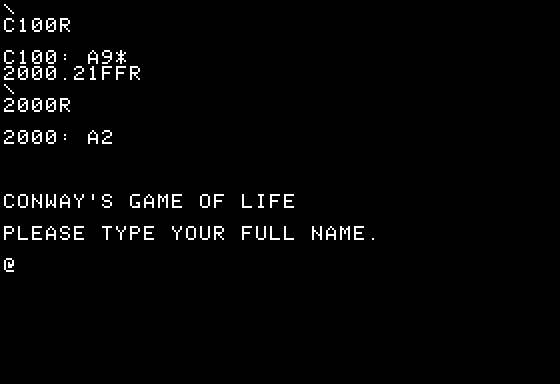 \
C100R
C100: A9*
2000.21FFR
\
2000R
2000: A2
CONWAY'S GAME OF LIFE
PLEASE TYPE YOUR FULL NAME.
@